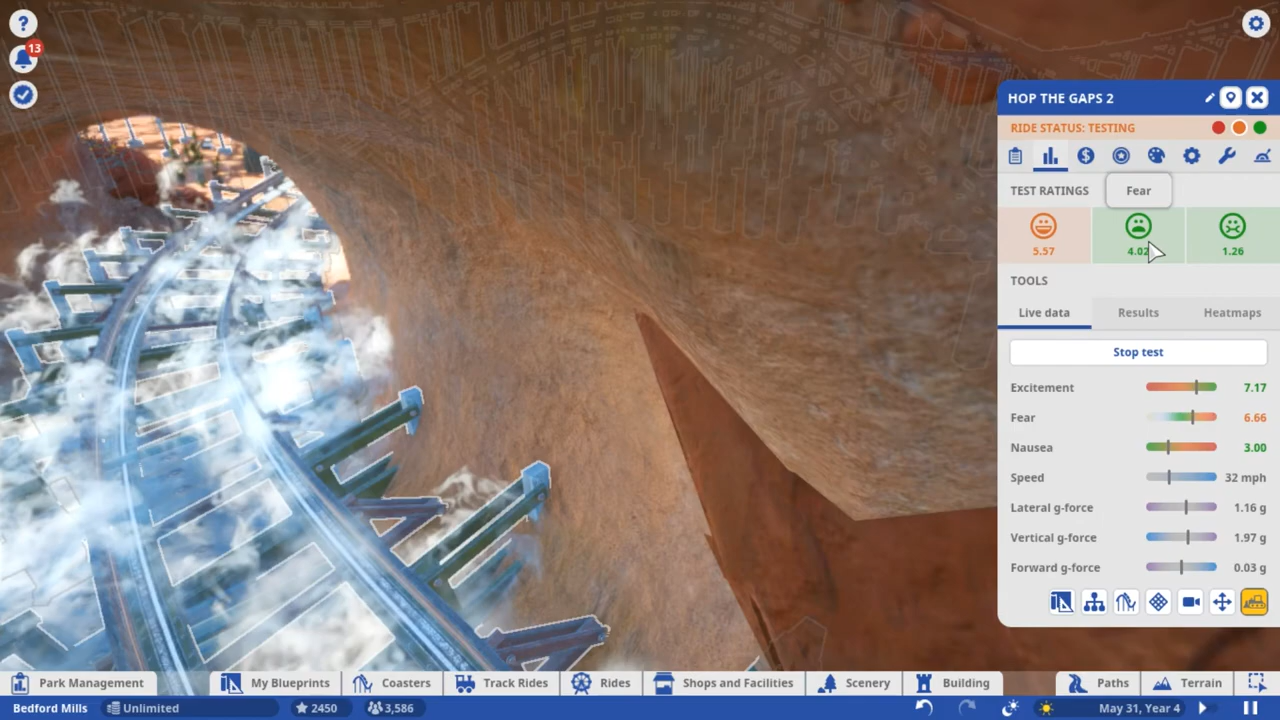 ?
13
HOP THE GAPS 2
RIDE STATUS: TESTING
TEST RATINGS
Fear
5.57
4.02
1.26
TOOLS
Live data Results Heatmaps
Stop test
Excitement 7.17
Fear 6.66
Nausea 3.00
Speed 32 mph
Lateral g-force 1.16 g
Vertical g-force 1.97 g
Forward g-force 0.03 g
Park Management My Blueprints Coasters Track Rides Rides Shops and Facilities Scenery Building Paths Terrain
Bedford Mills Unlimited 2450 3,586 May 31, Year 4